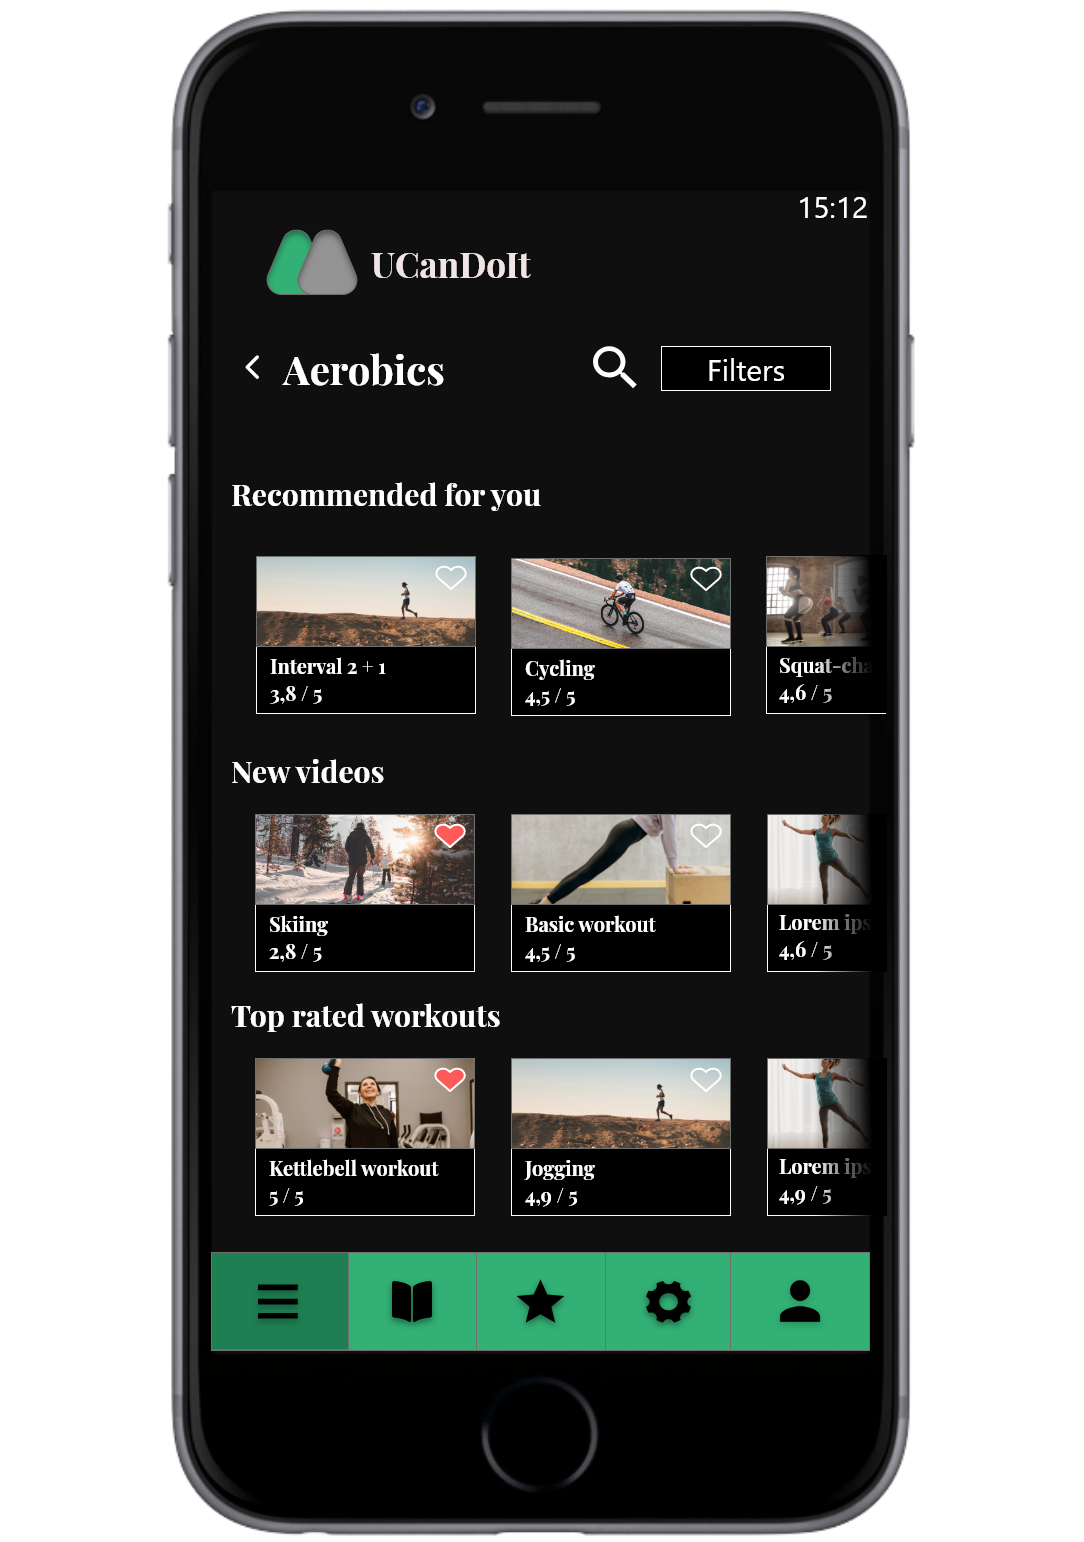 15:12
UCanDoIt
Aerobics
Filters
Recommended for you
Interval 2 + 1
3,8 / 5
Cycling
4,5 / 5
Squat-cha
4,6 / 5
New videos
Skiing
2,8 / 5
Basic workout
4,5 / 5
Lorem ips
4,6 / 5
Top rated workouts
Kettlebell workout
5 / 5
Jogging
4,9 / 5
Lorem ips
4,9 / 5